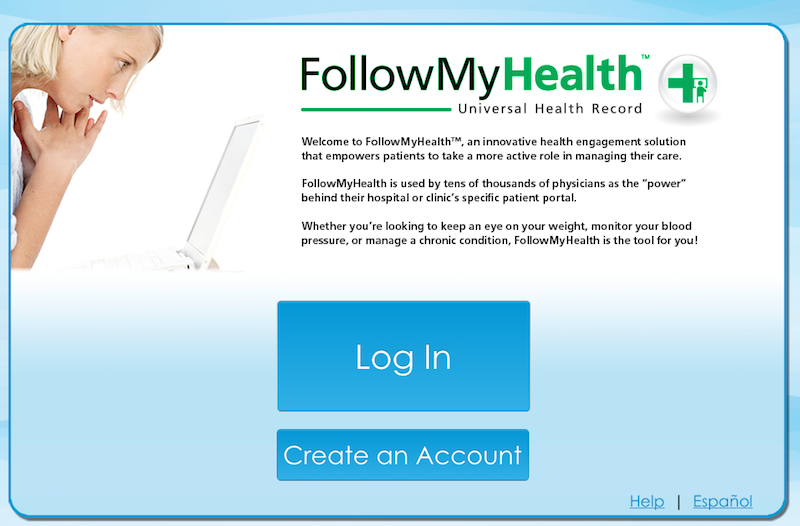 FollowMyHealth™
Universal Health Record
Welcome to FollowMyHealth™, an innovative health engagement solution
that empowers patients to take a more active role in managing their care.
FollowMyHealth is used by tens of thousands of physicians as the “power”
behind their hospital or clinic’s specific patient portal.
Whether you’re looking to keep an eye on your weight, monitor your blood
pressure, or manage a chronic condition, FollowMyHealth is the tool for you!
Log In
Create an Account
Help | Español